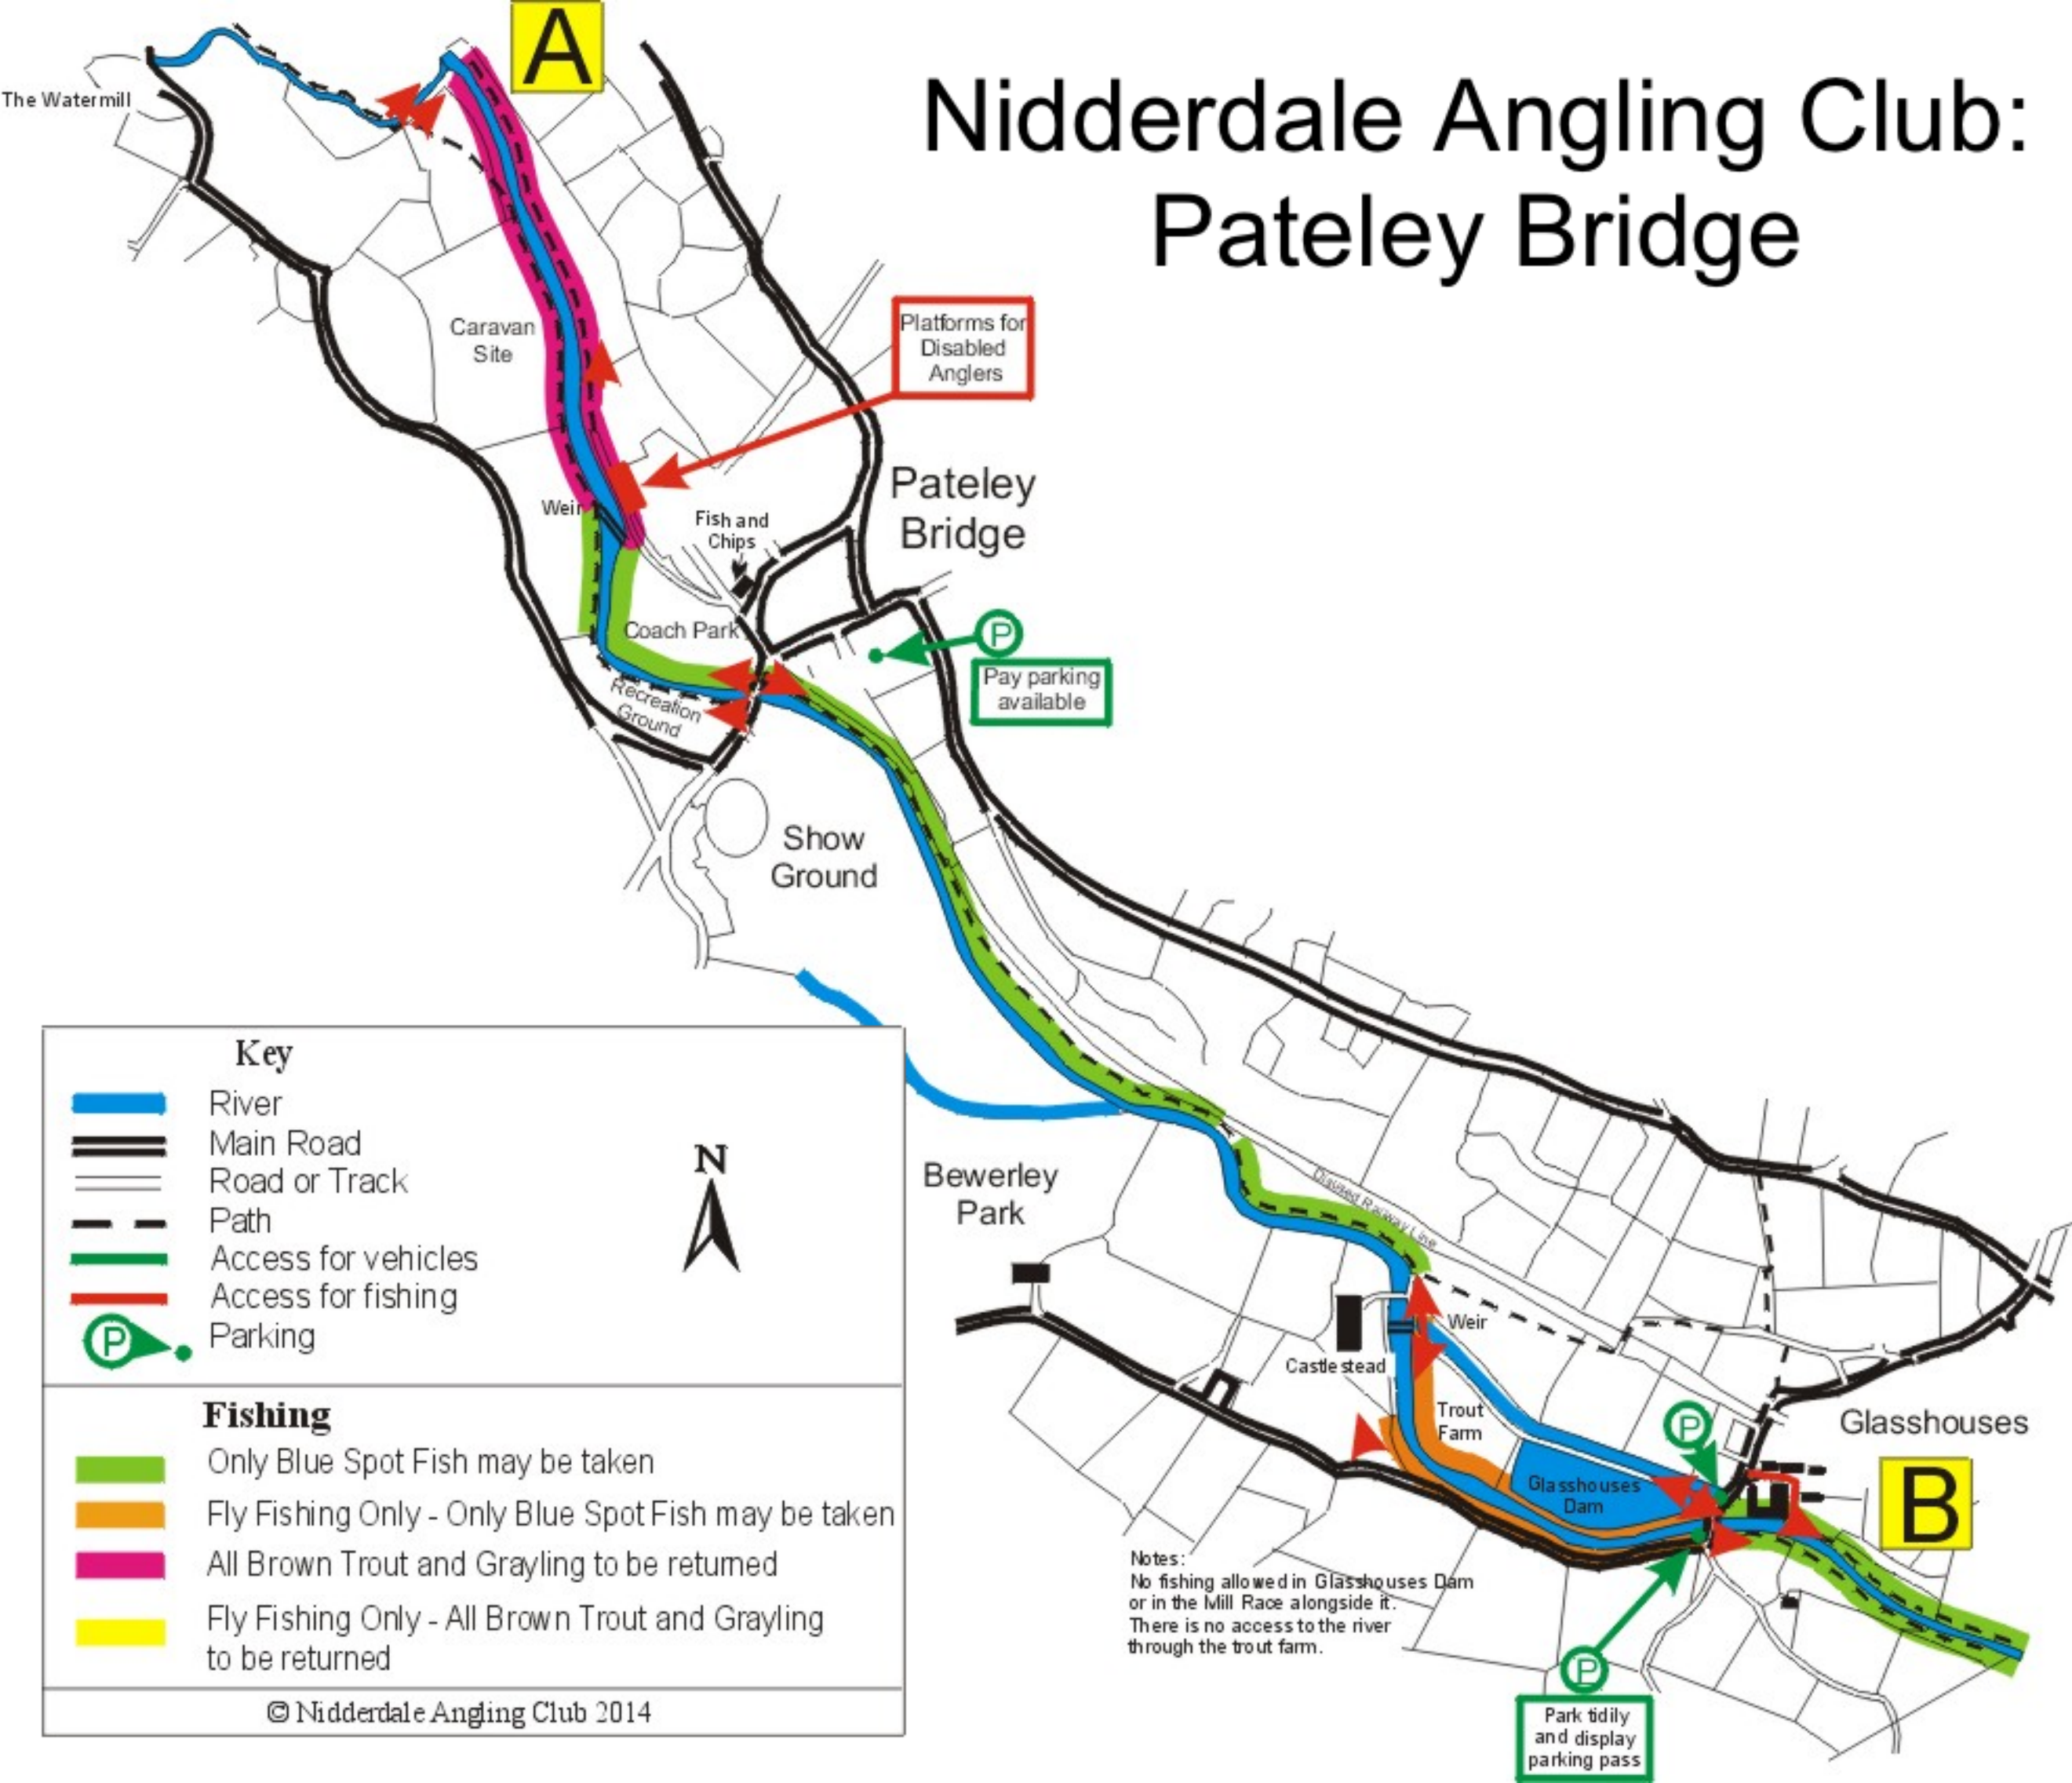 A
Nidderdale Angling Club:
Pateley Bridge
The Watermill
Caravan
Site
Platforms for
Disabled
Anglers
Pateley
Bridge
Weir
Fish and
Chips
Coach Park
P
Pay parking
available
Recreation
Ground
Show
Ground
Key
River
Main Road
Road or Track
Path
Access for vehicles
Access for fishing
P
Parking
N
Fishing
Only Blue Spot Fish may be taken
Fly Fishing Only - Only Blue Spot Fish may be taken
All Brown Trout and Grayling to be returned
Fly Fishing Only - All Brown Trout and Grayling
to be returned
© Nidderdale Angling Club 2014
Bewerley
Park
Disused Railway Line
Weir
Castlestead
Trout
Farm
P
Glasshouses
Glasshouses
Dam
B
Notes:
No fishing allowed in Glasshouses Dam
or in the Mill Race alongside it.
There is no access to the river
through the trout farm.
P
Park tidily
and display
parking pass